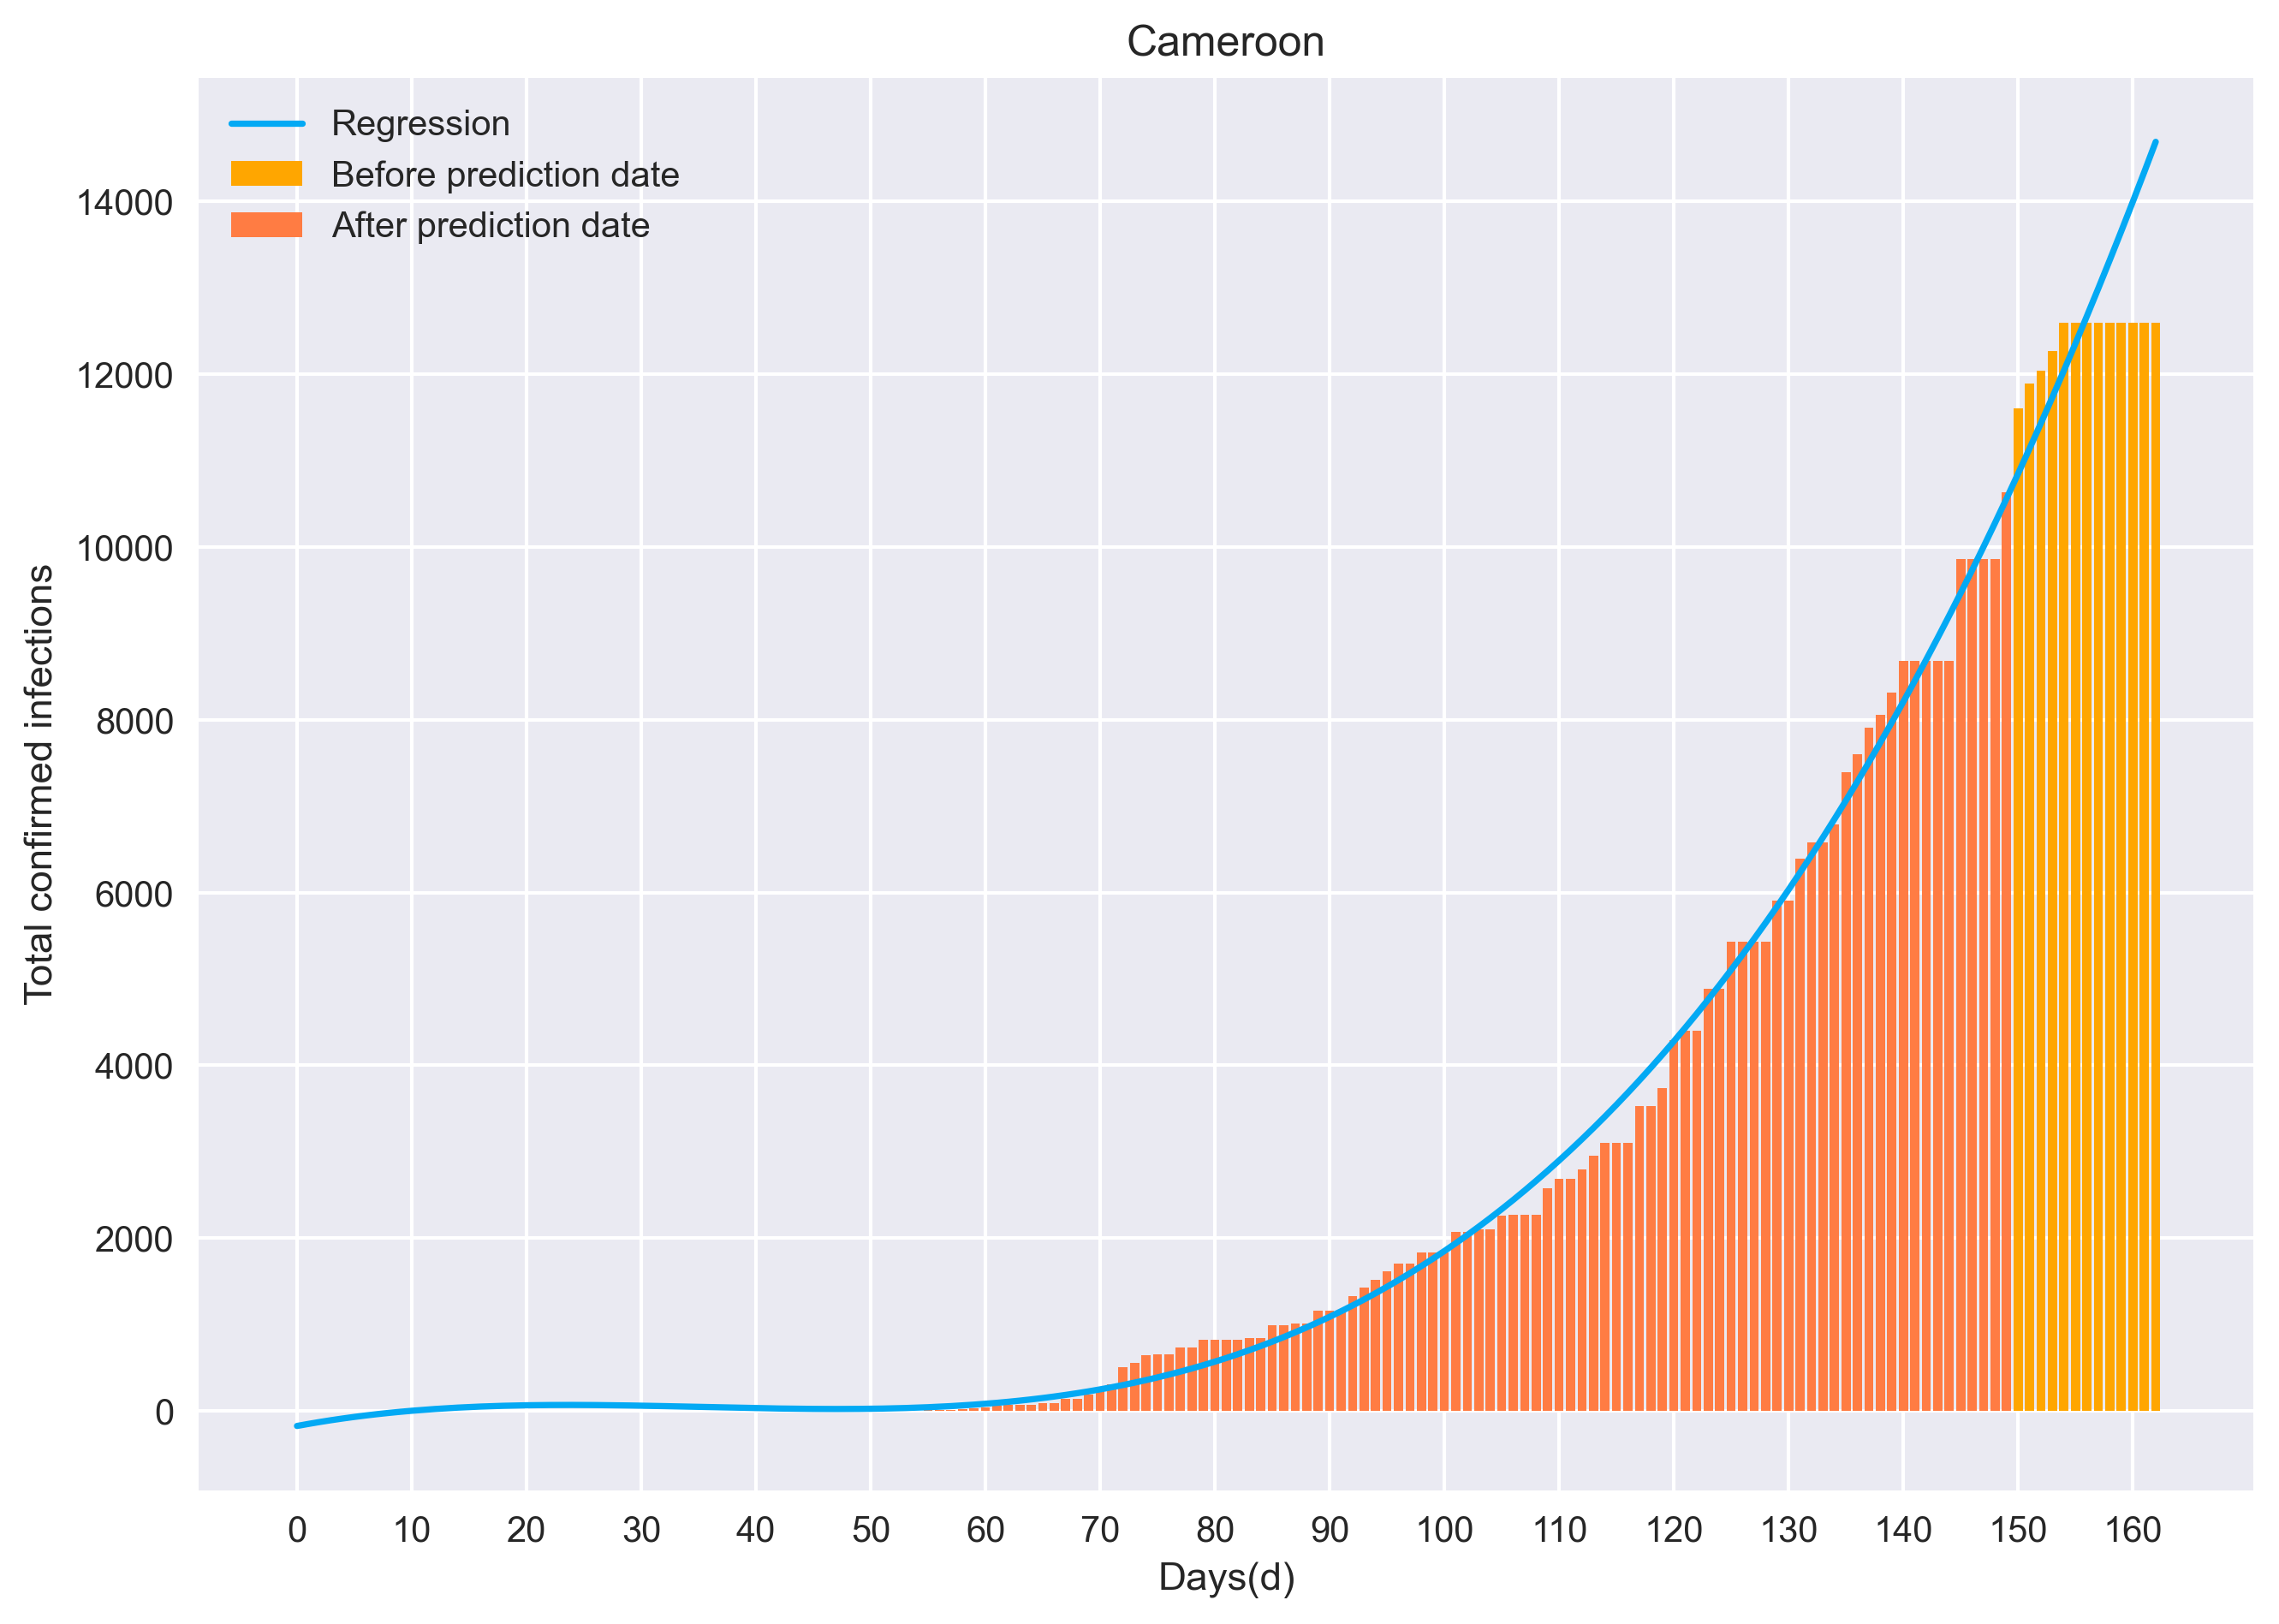 Cameroon
Regression
Before prediction date
After prediction date
14000
12000
10000
8000
6000
4000
2000
0
Total confirmed infections
0 10 20 30 40 50 60 70 80 90 100 110 120 130 140 150 160
Days(d)